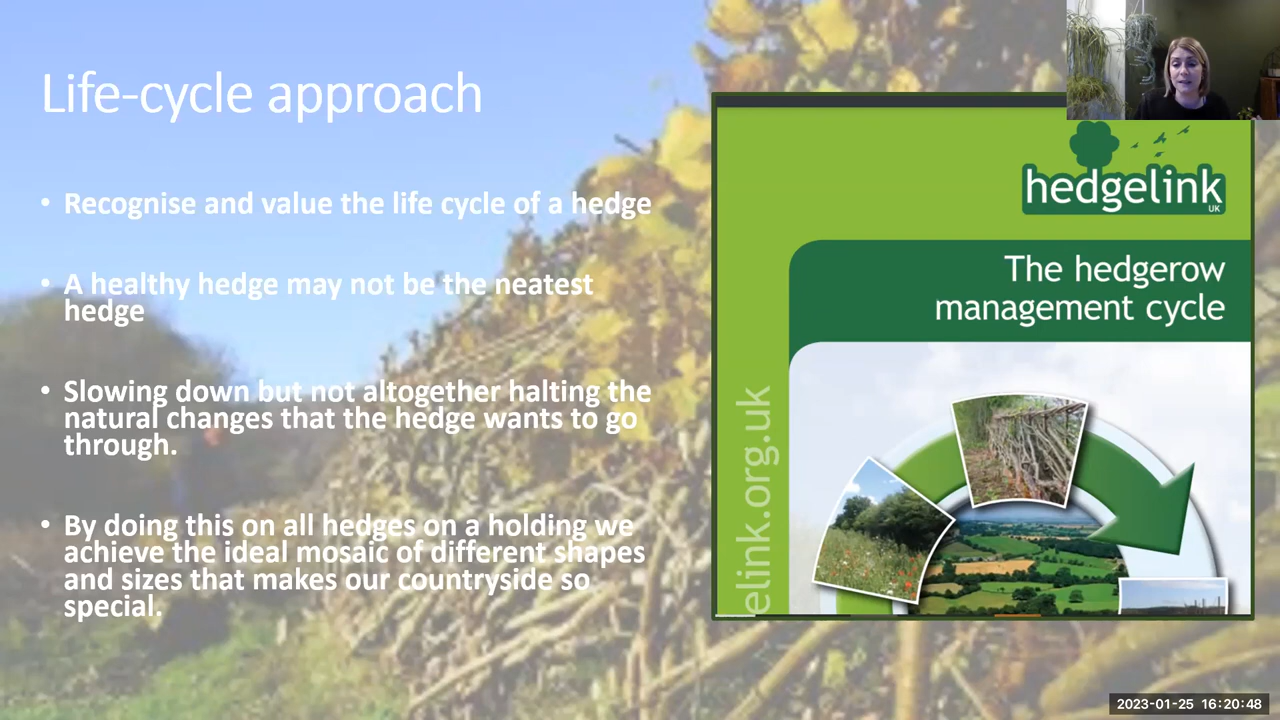 Life-cycle approach
• Recognise and value the life cycle of a hedge
• A healthy hedge may not be the neatest
hedge
• Slowing down but not altogether halting the
natural changes that the hedge wants to go
through.
• By doing this on all hedges on a holding we
achieve the ideal mosaic of different shapes
and sizes that makes our countryside so
special.
hedgelink
UK
The hedgerow
management cycle
elink.org.uk
2023-01-25 16:20:48